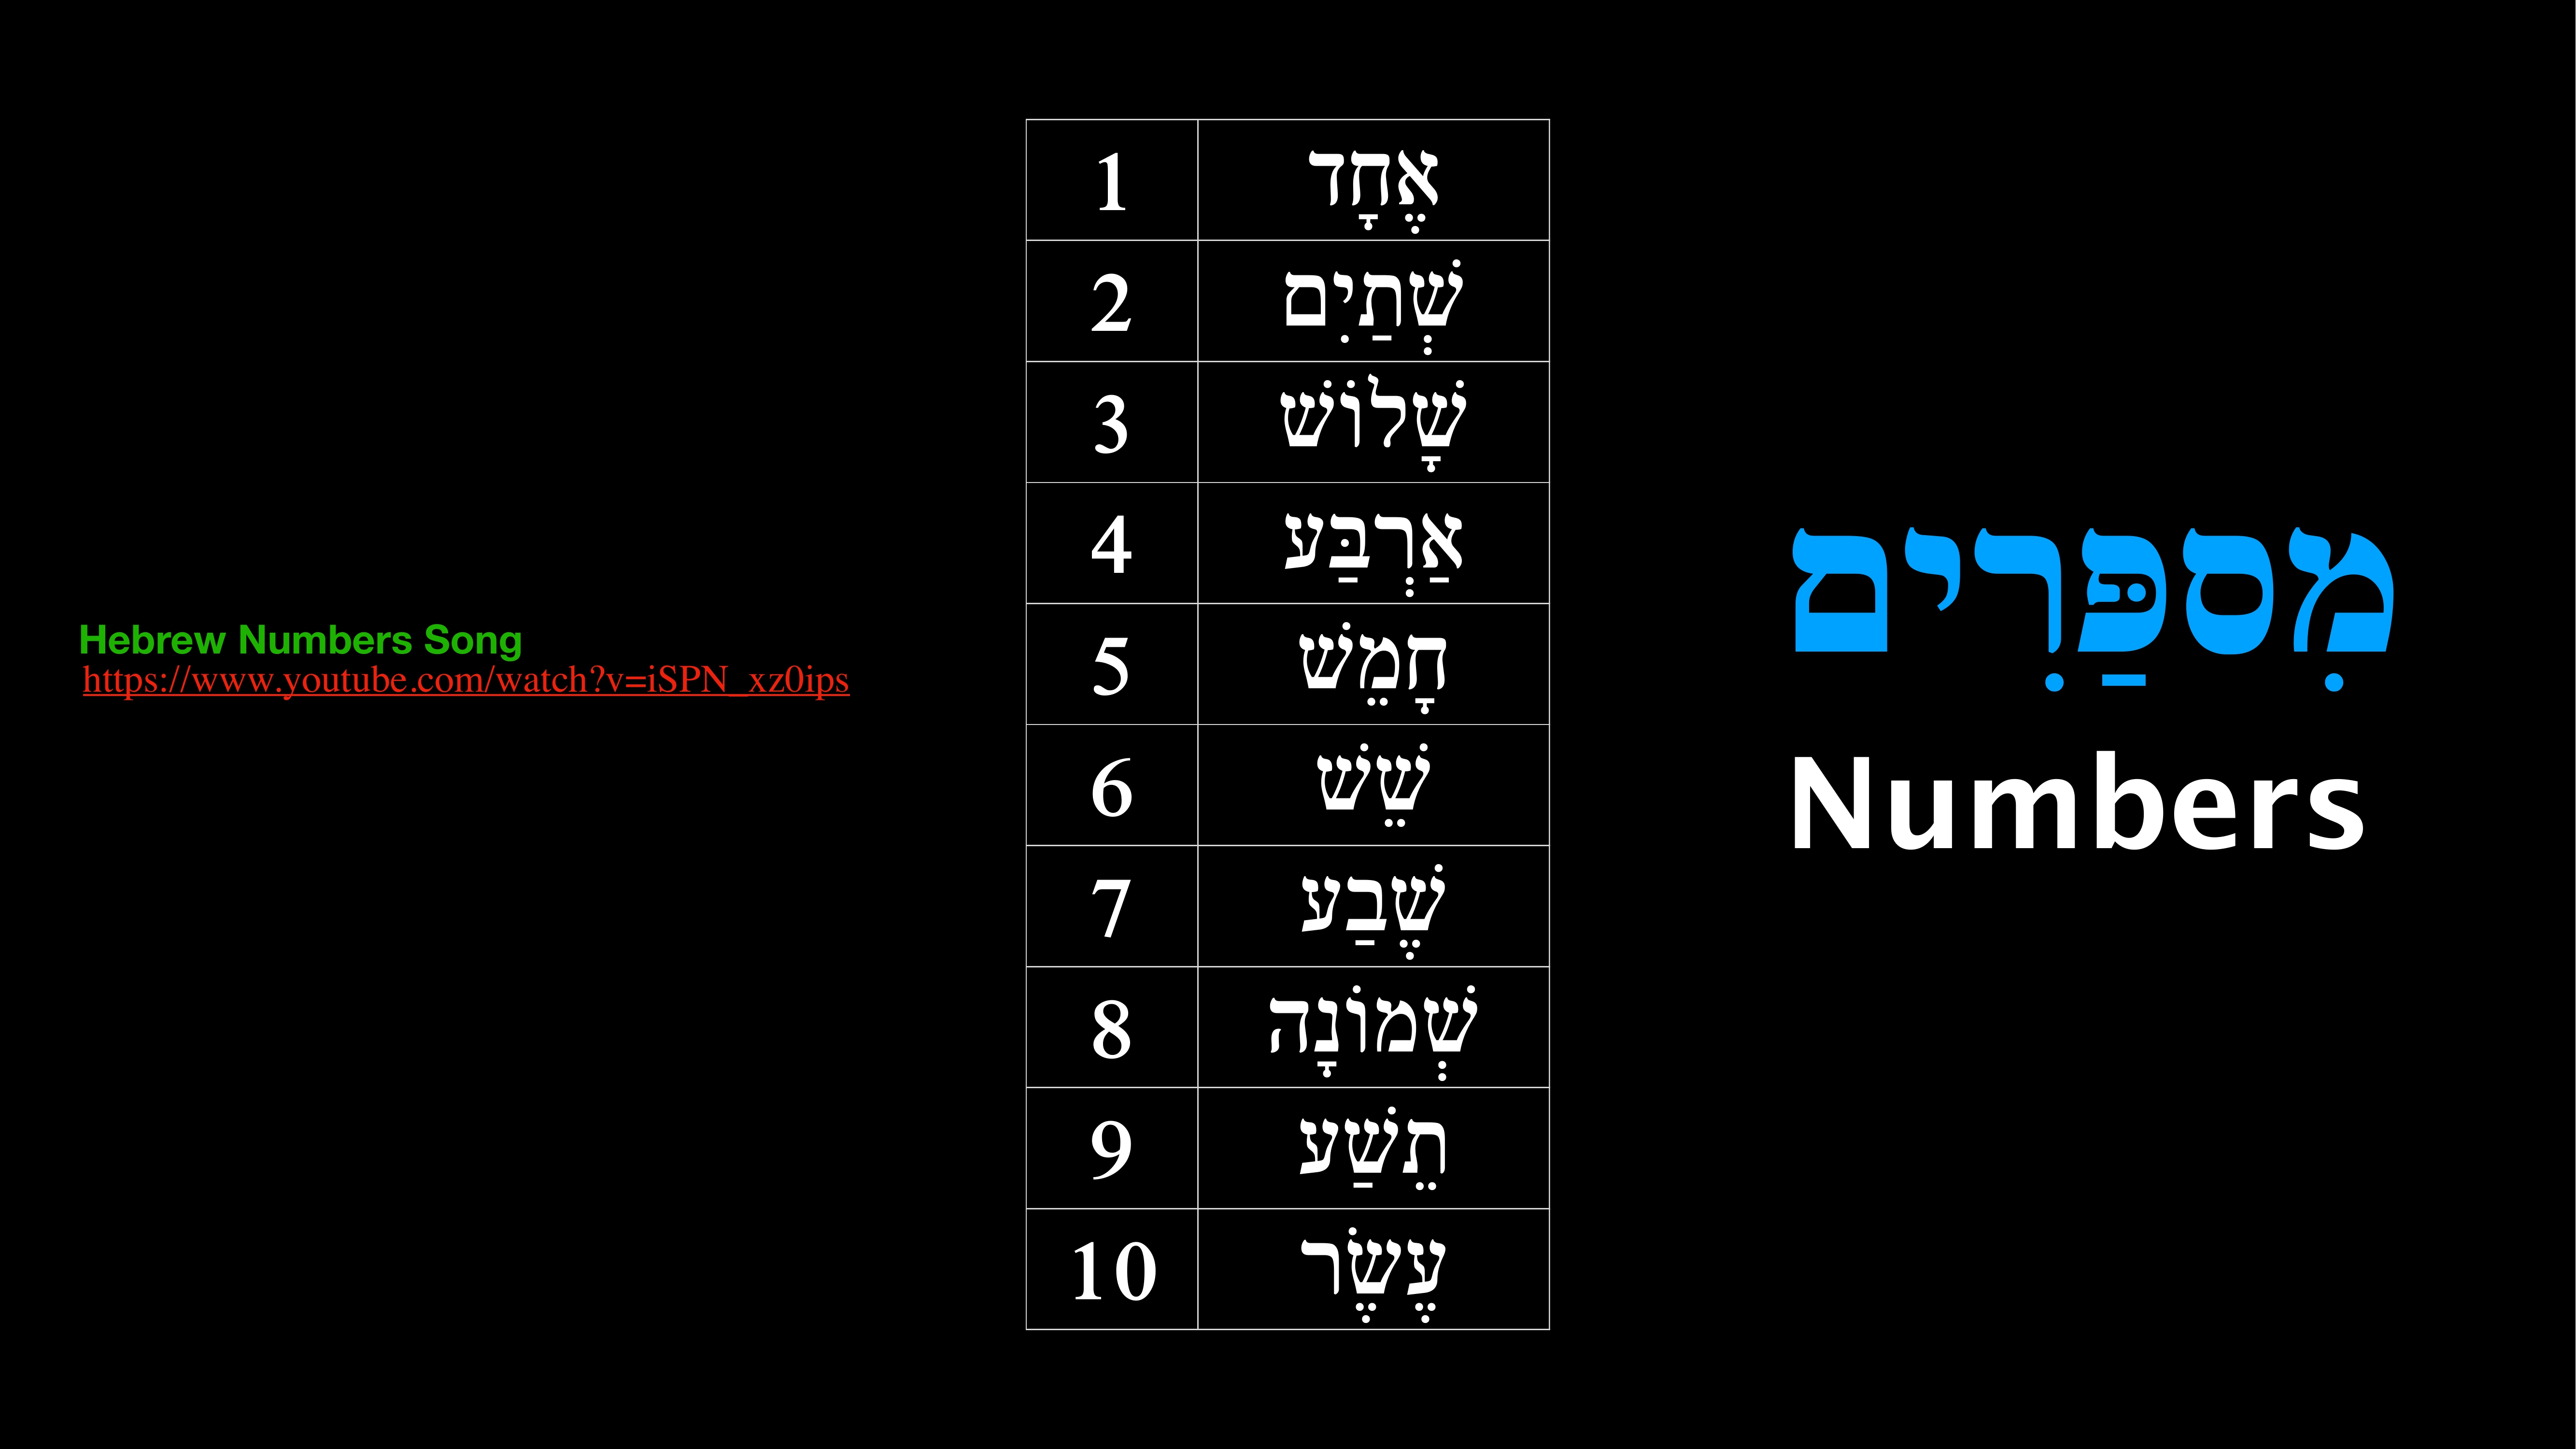 Hebrew Numbers Song
https://www.youtube.com/watch?v=iSPN_xz0ips
1 אֶחָד
2 שְׁתַיִם
3 שָׁלוֹשׁ
4 אַרְבַּע
5 חָמֵשׁ
6 שֵׁשׁ
7 שֶׁבַע
8 שְׁמוֹנָה
9 תֵשַׁע
10 עֶשֶׂר
מִספַּרִים
Numbers